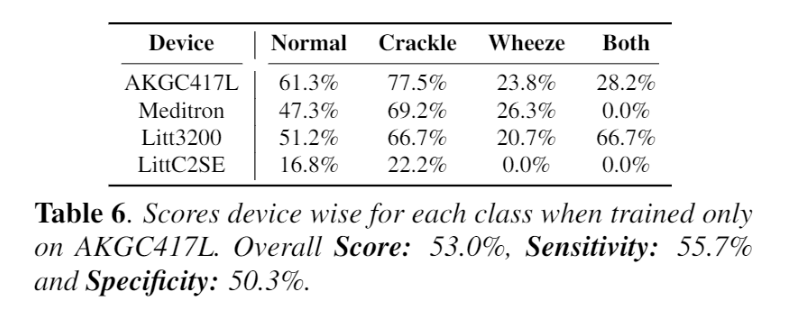 Device Normal Crackle Wheeze Both
AKGC417L 61.3% 77.5% 23.8% 28.2%
Meditron 47.3% 69.2% 26.3% 0.0%
Litt3200 51.2% 66.7% 20.7% 66.7%
LittC2SE 16.8% 22.2% 0.0% 0.0%
Table 6. Scores device wise for each class when trained only
on AKGC417L. Overall Score: 53.0%, Sensitivity: 55.7%
and Specificity: 50.3%.